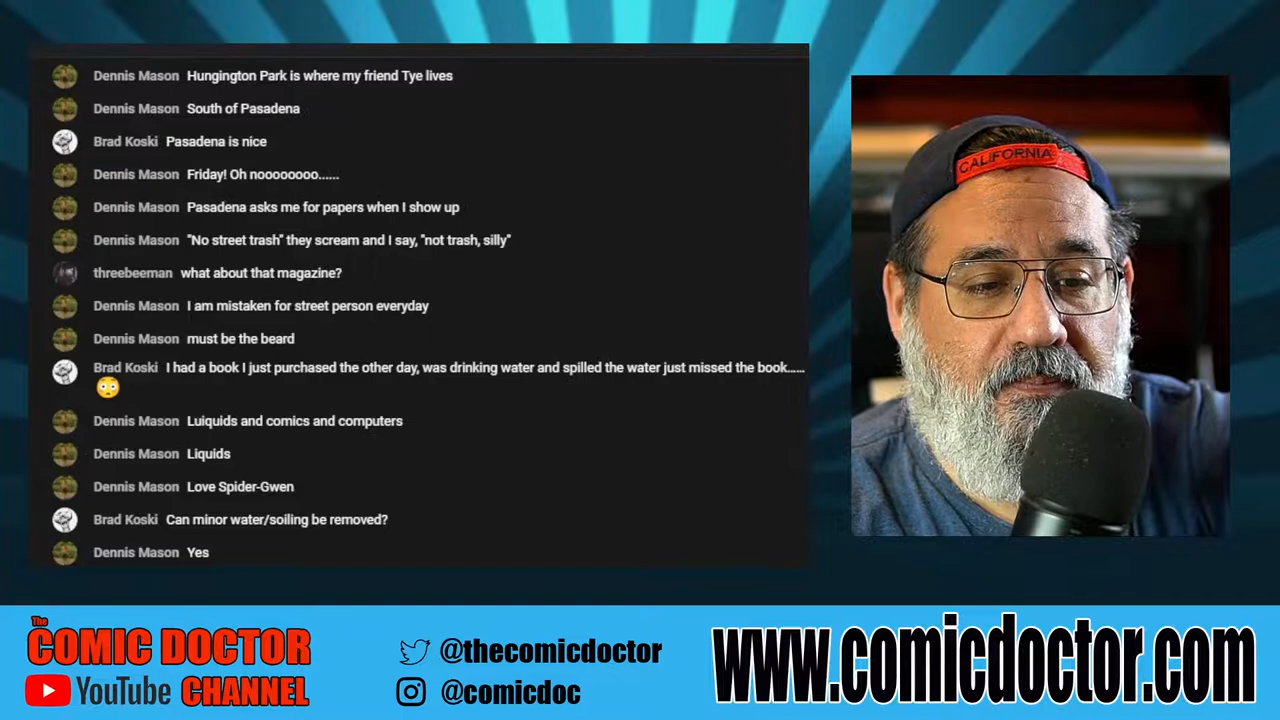 Dennis Mason Hungington Park is where my friend Tye lives
Dennis Mason South of Pasadena
Brad Koski Pasadena is nice
Dennis Mason Friday! Oh noooooooo......
Dennis Mason Pasadena asks me for papers when I show up
Dennis Mason "No street trash" they scream and I say, "not trash, silly"
threebeeman what about that magazine?
Dennis Mason I am mistaken for street person everyday
Dennis Mason must be the beard
Brad Koski I had a book I just purchased the other day, was drinking water and spilled the water just missed the book......
😳
Dennis Mason Luiquids and comics and computers
Dennis Mason Liquids
Dennis Mason Love Spider-Gwen
Brad Koski Can minor water/soiling be removed?
Dennis Mason Yes
CALIFORNIA
The
COMIC DOCTOR
YouTube CHANNEL
@thecomicdoctor
@comicdoc
www.comicdoctor.com